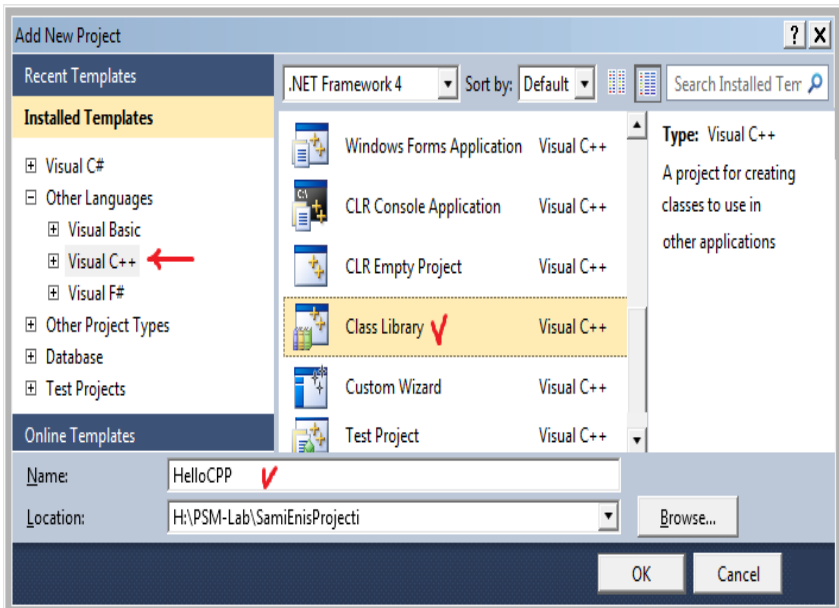 Add New Project
Recent Templates
Installed Templates
Visual C#
Other Languages
Visual Basic
Visual C++
Visual F#
Other Project Types
Database
Test Projects
Online Templates
.NET Framework 4
Sort by: Default
Search Installed Tem
Windows Forms Application Visual C++
CLR Console Application Visual C++
CLR Empty Project Visual C++
Class Library Visual C++
Custom Wizard Visual C++
Test Project Visual C++
Type: Visual C++
A project for creating
classes to use in
other applications
Name: HelloCPP
Location: H:\PSM-Lab\SamiEnisProjecti
Browse...
OK Cancel